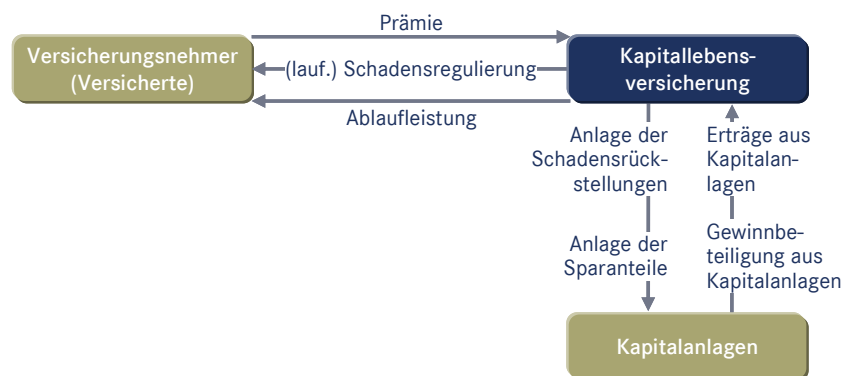 Prämie
Versicherungsnehmer
(Versicherte)
(lauf.) Schadensregulierung
Kapitallebens-
versicherung
Ablaufleistung
Anlage der
Schadensrück-
stellungen
Erträge aus
Kapitalan-
lagen
Anlage der
Sparanteile
Gewinnbe-
teiligung aus
Kapitalanlagen
Kapitalanlagen